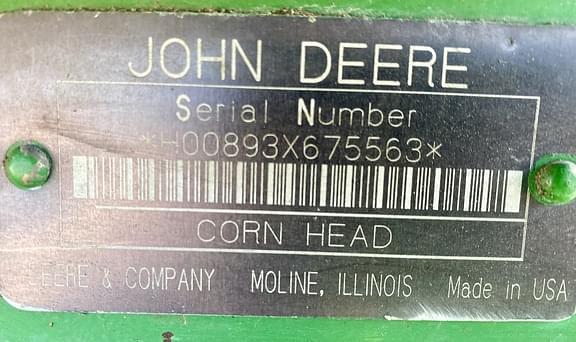 JOHN DEERE
Serial Number
*H00893X675563*
CORN HEAD
DEERE & COMPANY MOLINE, ILLINOIS Made in USA